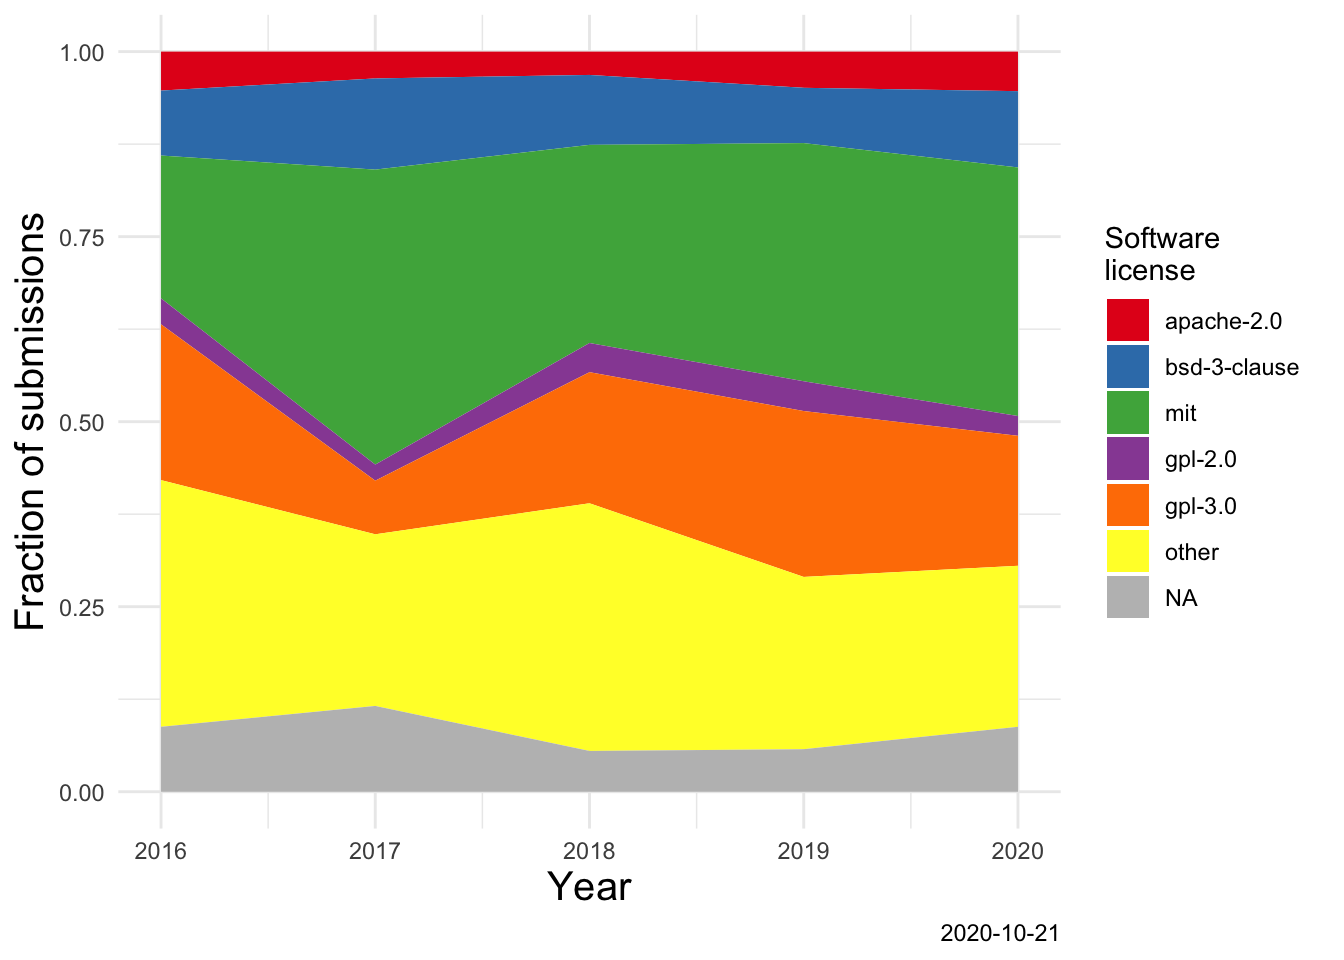 Fraction of submissions
1.00
0.75
0.50
0.25
0.00
2016 2017 2018 2019 2020
Year
Software
license
apache-2.0
bsd-3-clause
mit
gpl-2.0
gpl-3.0
other
NA
2020-10-21